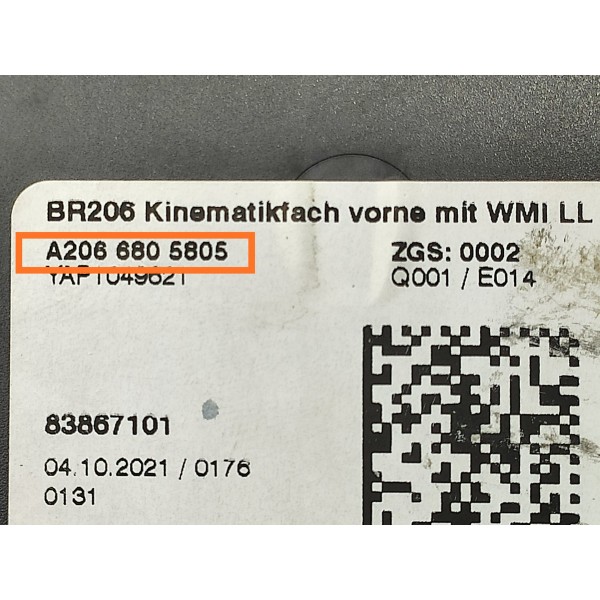 BR206 Kinematikfach vorne mit WMI LL
A206 680 5805 ZGS: 0002
YAPT049621 Q001 / E014
83867101
04.10.2021 / 0176
0131